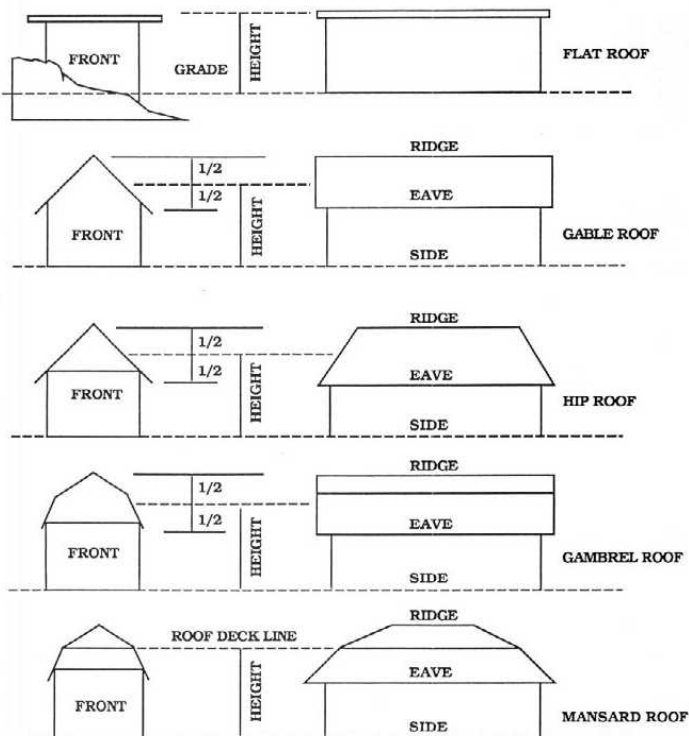 FRONT
GRADE
HEIGHT
FLAT ROOF
RIDGE
1/2
1/2
EAVE
FRONT
HEIGHT
SIDE
GABLE ROOF
RIDGE
1/2
1/2
EAVE
FRONT
HEIGHT
SIDE
HIP ROOF
RIDGE
1/2
1/2
EAVE
FRONT
HEIGHT
SIDE
GAMBREL ROOF
RIDGE
ROOF DECK LINE
EAVE
FRONT
HEIGHT
SIDE
MANSARD ROOF